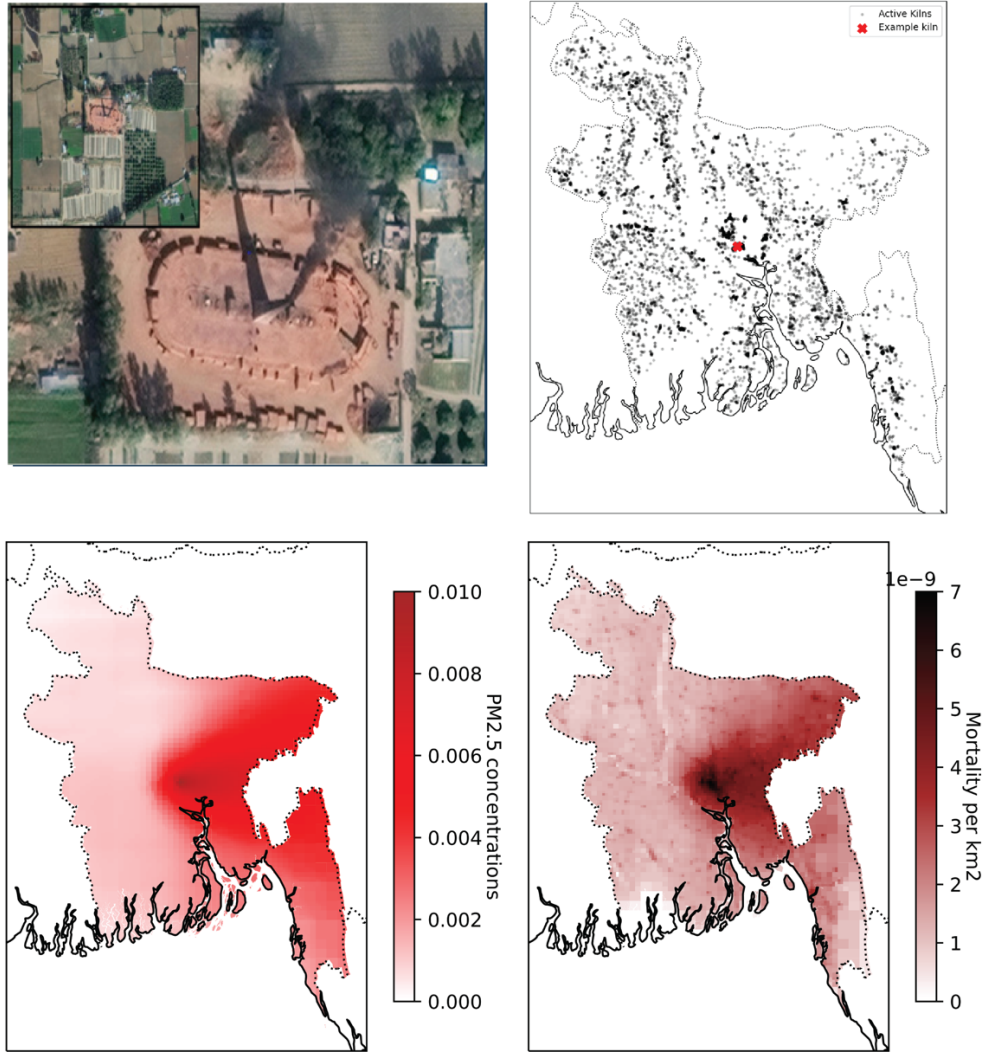 Active Kilns
Example kiln
0.010
0.008
0.006
0.004
0.002
0.000
PM2.5 concentrations
1e−9
7
6
5
4
3
2
1
0
Mortality per km2